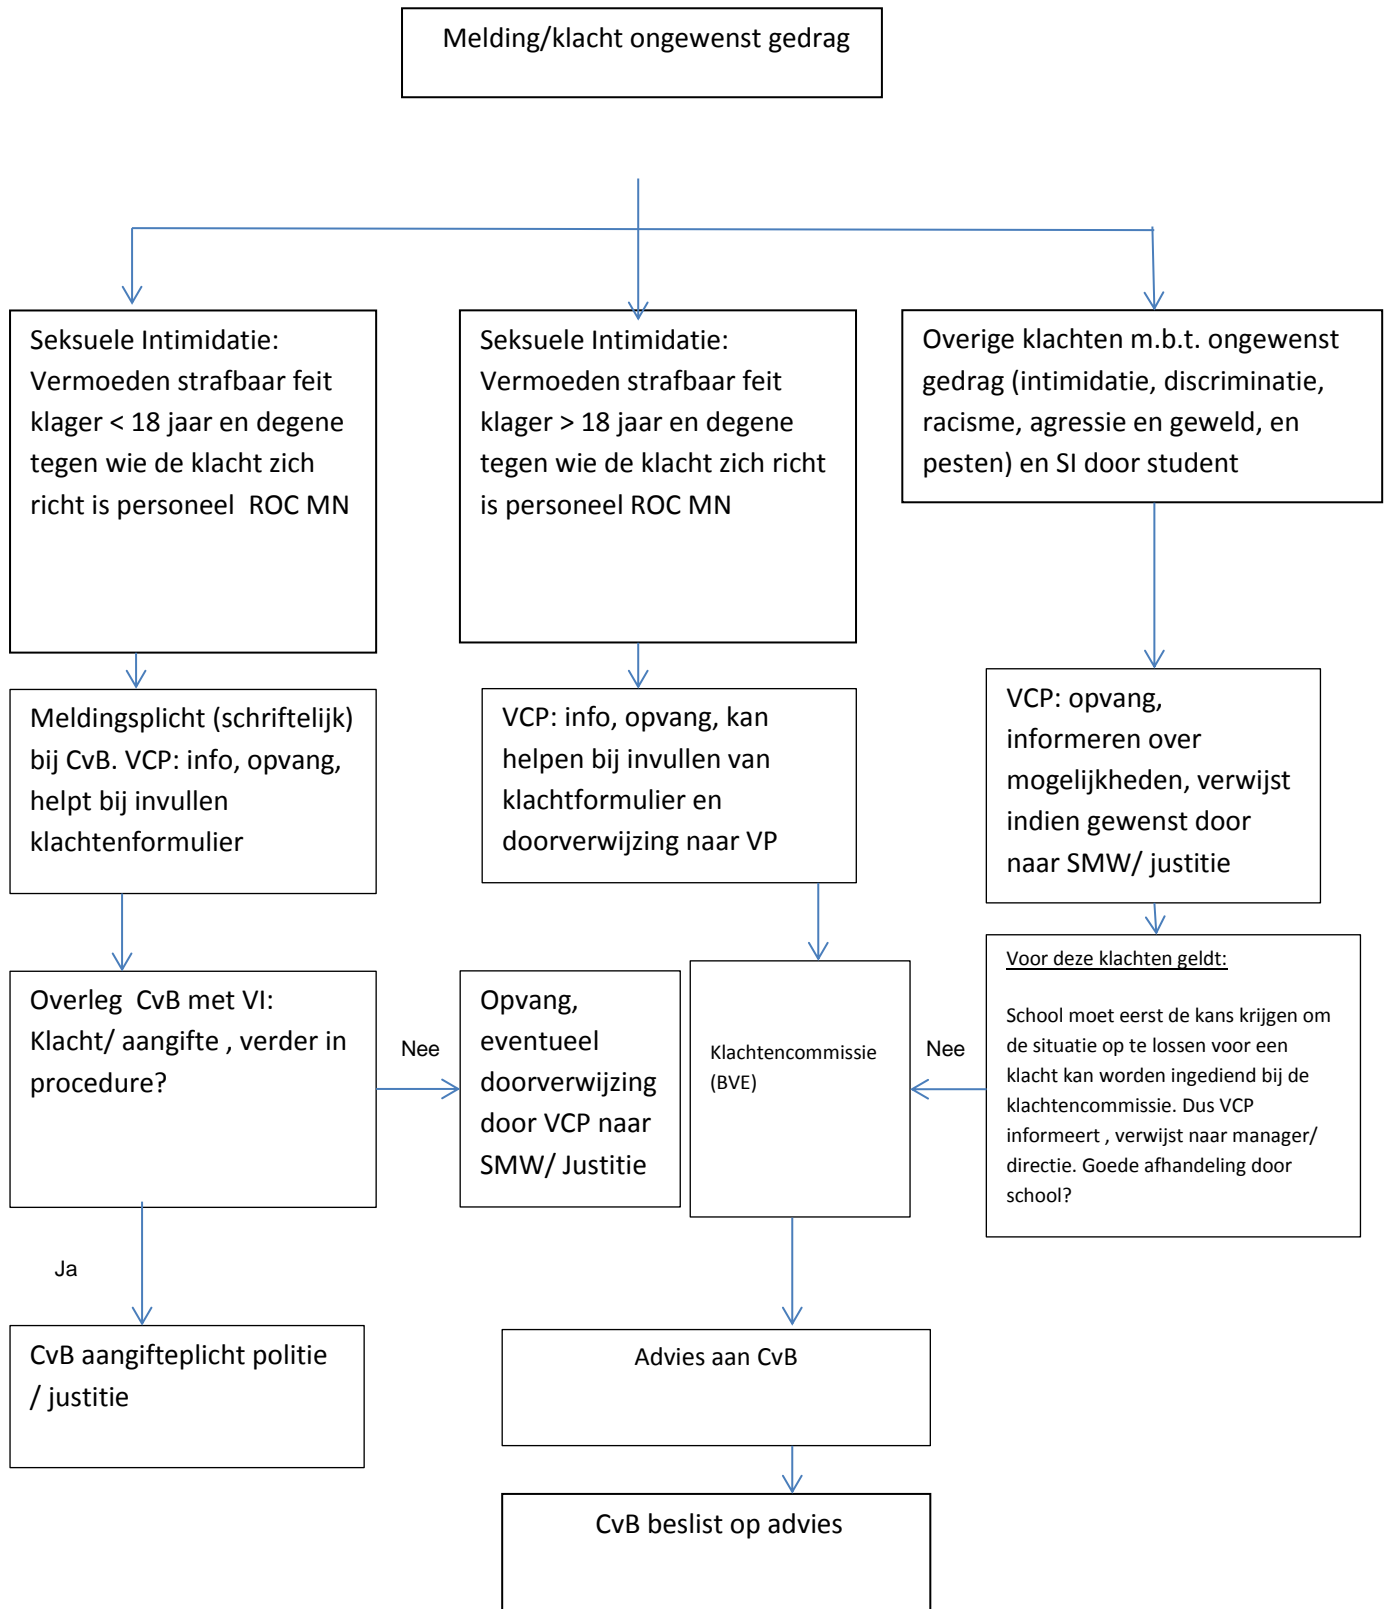 Melding/klacht ongewenst gedrag
Seksuele Intimidatie:
Vermoeden strafbaar feit
klager < 18 jaar en degene
tegen wie de klacht zich
richt is personeel  ROC MN
Seksuele Intimidatie:
Vermoeden strafbaar feit
klager > 18 jaar en degene
tegen wie de klacht zich richt
is personeel ROC MN
Overige klachten m.b.t. ongewenst
gedrag (intimidatie, discriminatie,
racisme, agressie en geweld, en
pesten) en SI door student
Meldingsplicht (schriftelijk)
bij CvB. VCP: info, opvang,
helpt bij invullen
klachtenformulier
VCP: info, opvang, kan
helpen bij invullen van
klachtformulier en
doorverwijzing naar VP
VCP: opvang,
informeren over
mogelijkheden, verwijst
indien gewenst door
naar SMW/ justitie
Overleg  CvB met VI:
Klacht/ aangifte , verder in
procedure?
Nee
Opvang,
eventueel
doorverwijzing
door VCP naar
SMW/ Justitie
Klachtencommissie
(BVE)
Nee
Voor deze klachten geldt:
School moet eerst de kans krijgen om
de situatie op te lossen voor een
klacht kan worden ingediend bij de
klachtencommissie. Dus VCP
informeert , verwijst naar manager/
directie. Goede afhandeling door
school?
Ja
CvB aangifteplicht politie
/ justitie
Advies aan CvB
CvB beslist op advies